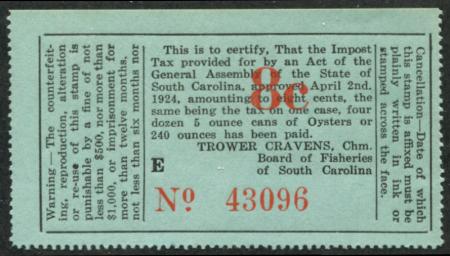 Warning—The counterfeit-
ing, reproduction, alteration
or re-use of this stamp is
punishable by a fine of not
less than $500, nor more than
$1,000, or imprisonment for
not less than six months nor
more than twelve months.
This is to certify, That the Impost
Tax provided for by an Act of the
General Assembly of the State of
South Carolina, approved April 2nd.
1924, amounting to eight cents, the
same being the tax on one case, four
dozen 5 ounce cans of Oysters or
240 ounces has been paid.
8c
TROWER CRAVENS, Chm.
Board of Fisheries
of South Carolina
E
No 43096
Cancellation—Date of which
this stamp is affixed must be
plainly written in ink or
stamped across the face.